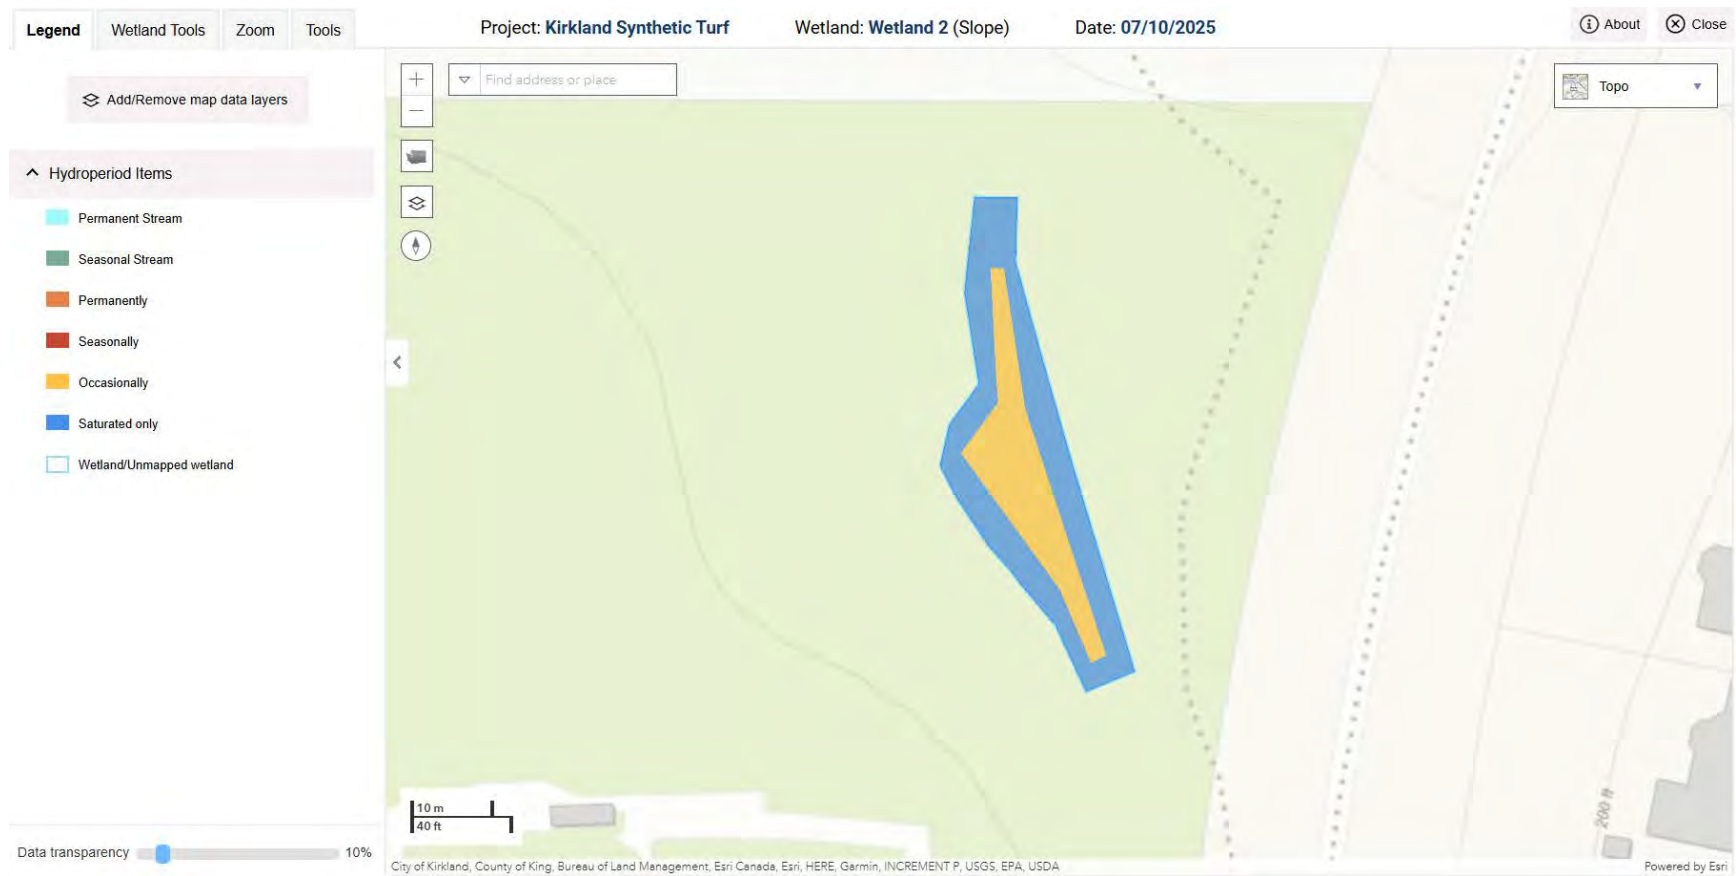 Legend
Wetland Tools
Zoom
Tools
Project: Kirkland Synthetic Turf
Wetland: Wetland 2 (Slope)
Date: 07/10/2025
About
Close
Add/Remove map data layers
Find address or place
Topo
Hydroperiod Items
Permanent Stream
Seasonal Stream
Permanently
Seasonally
Occasionally
Saturated only
Wetland/Unmapped wetland
200 ft
10 m
40 ft
Data transparency
10%
City of Kirkland, County of King, Bureau of Land Management, Esri Canada, Esri, HERE, Garmin, INCREMENT P, USGS, EPA, USDA
Powered by Esri